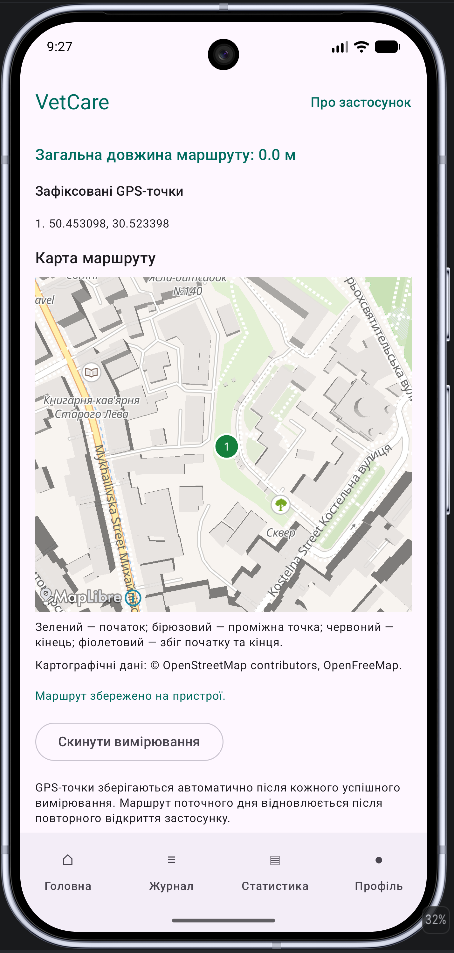 9:27
VetCare
Про застосунок
Загальна довжина маршруту: 0.0 м
Зафіксовані GPS-точки
1. 50.453098, 30.523398
Карта маршруту
№140
avel
Книгарня-кав'ярня
Старого Лева
1
Mykhailivska Street
Сквер
Kostelna Street Костельна вулиця
© MapLibre
Зелений — початок; бірюзовий — проміжна точка; червоний —
кінець; фіолетовий — збіг початку та кінця.
Картографічні дані: © OpenStreetMap contributors, OpenFreeMap.
Маршрут збережено на пристрої.
Скинути вимірювання
GPS-точки зберігаються автоматично після кожного успішного
вимірювання. Маршрут поточного дня відновлюється після
повторного відкриття застосунку.
Головна
Журнал
Статистика
Профіль
32%